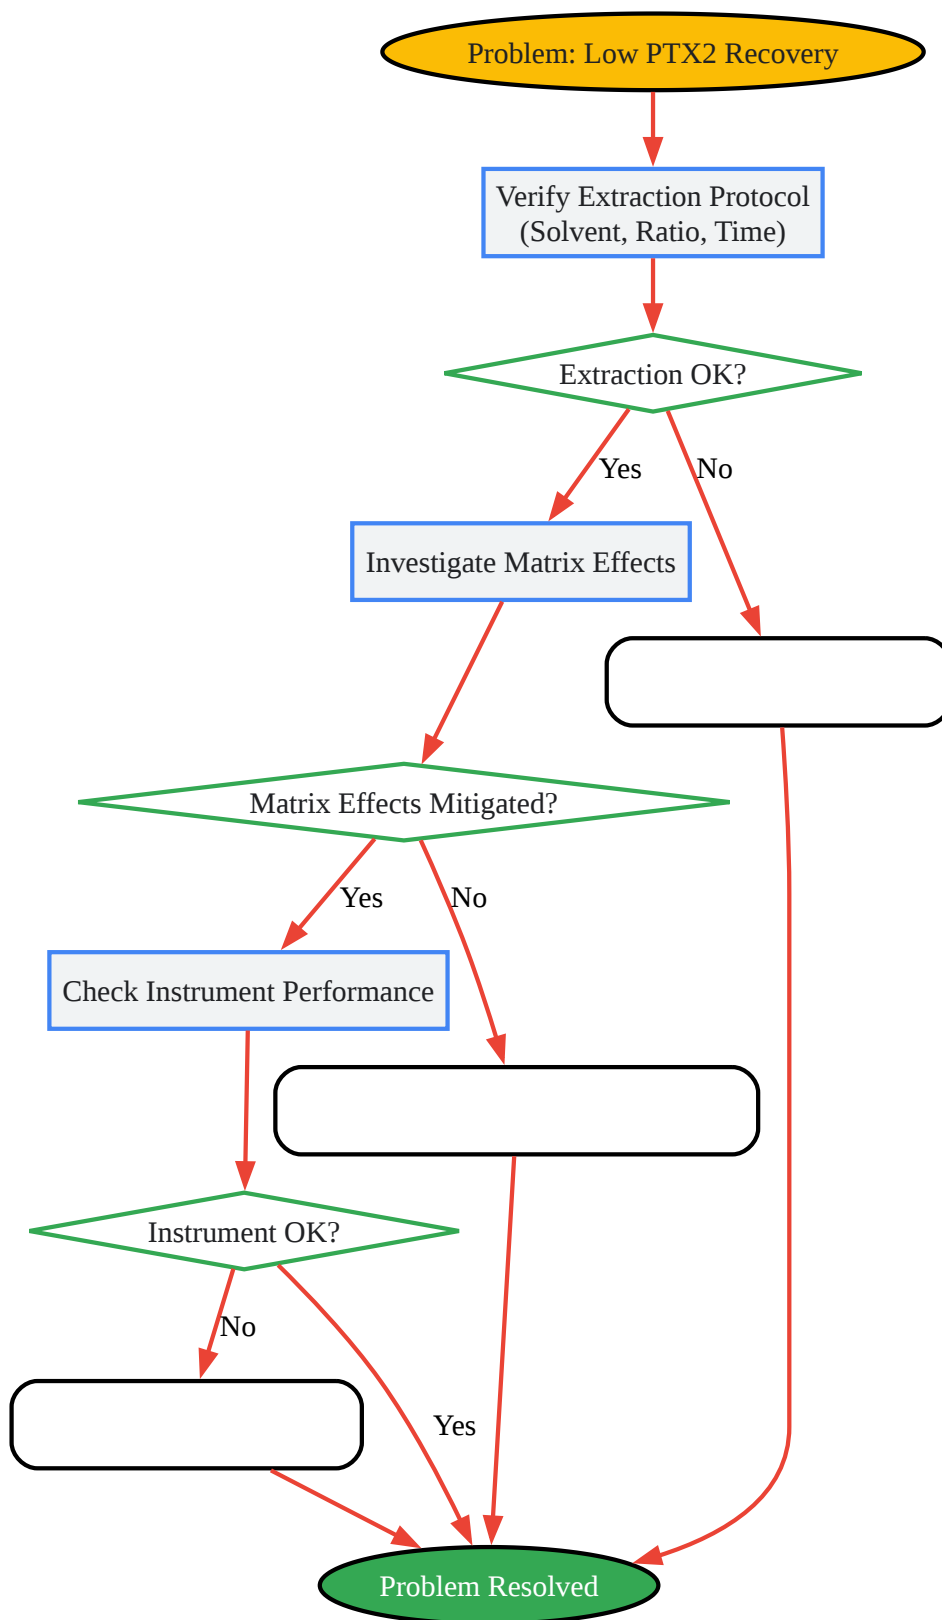 Problem: Low PTX2 Recovery
Verify Extraction Protocol
(Solvent, Ratio, Time)
Extraction OK?
Yes
No
Investigate Matrix Effects
Matrix Effects Mitigated?
Yes
No
Check Instrument Performance
Instrument OK?
No
Yes
Problem Resolved